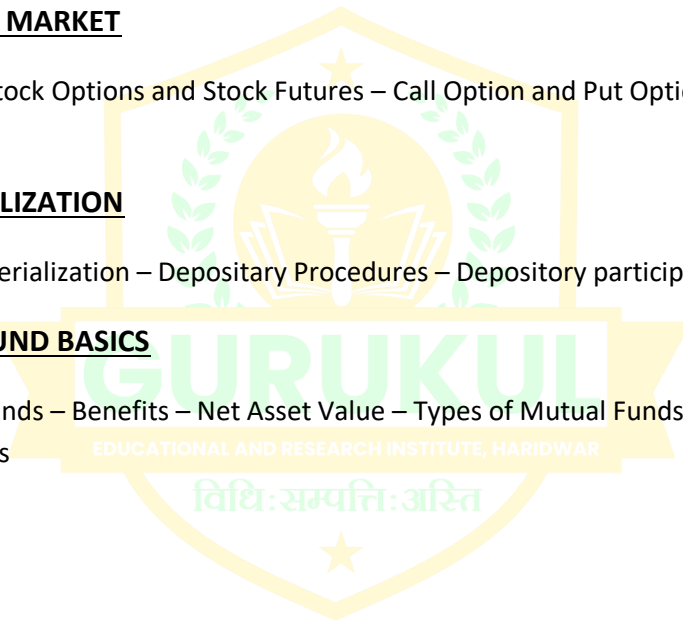 MARKET
tock Options and Stock Futures – Call Option and Put Opti
LIZATION
erialization – Depositary Procedures – Depository particip
UND BASICS
GURUKUL
nds – Benefits – Net Asset Value – Types of Mutual Funds
s
EDUCATIONAL AND RESEARCH INSTITUTE, HARIDWAR
विधि:सम्पत्ति:अस्ति